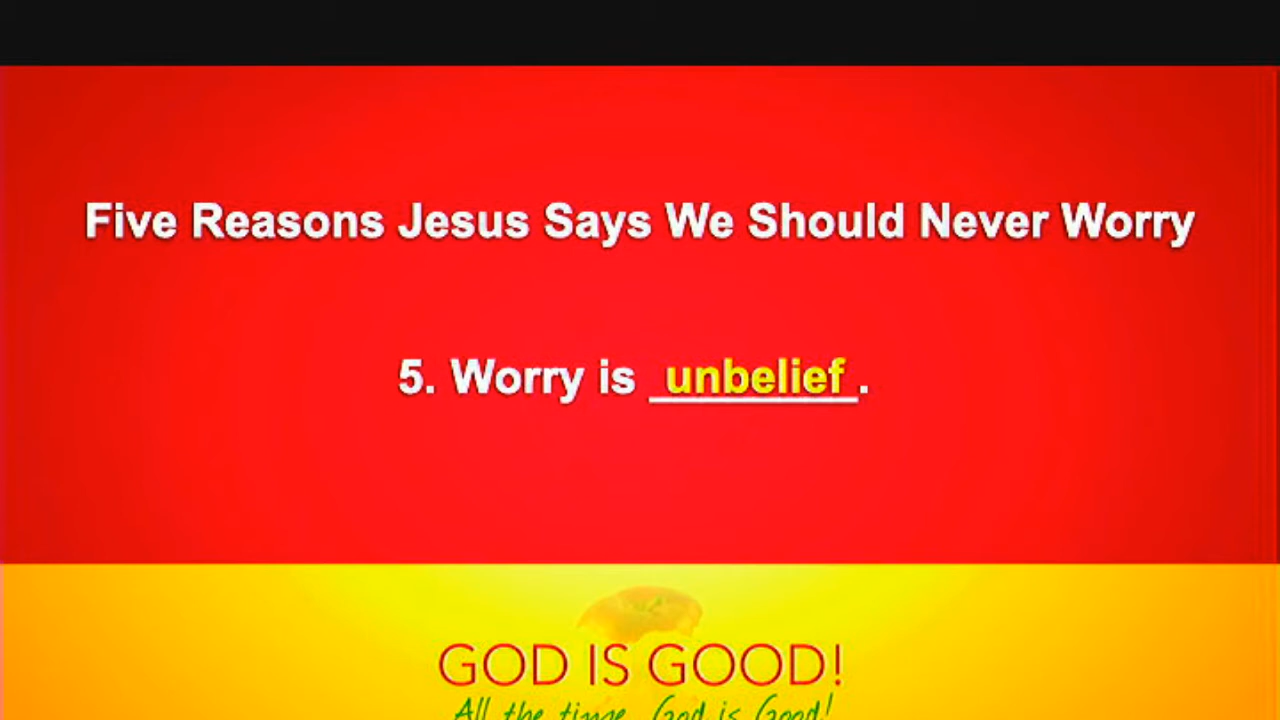 Five Reasons Jesus Says We Should Never Worry
5. Worry is unbelief.
GOD IS GOOD!
All the time, God is Good!